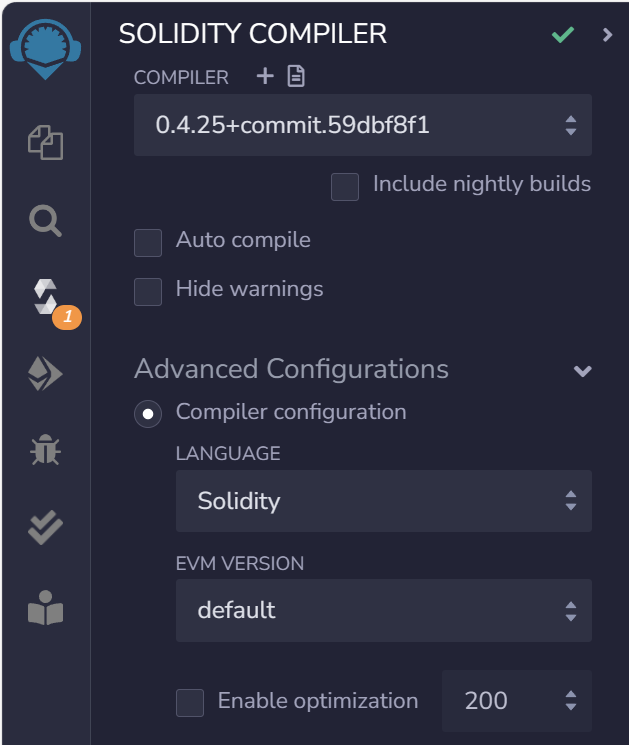 SOLIDITY COMPILER
COMPILER
0.4.25+commit.59dbf8f1
Include nightly builds
Auto compile
Hide warnings
1
Advanced Configurations
Compiler configuration
LANGUAGE
Solidity
EVM VERSION
default
Enable optimization 200